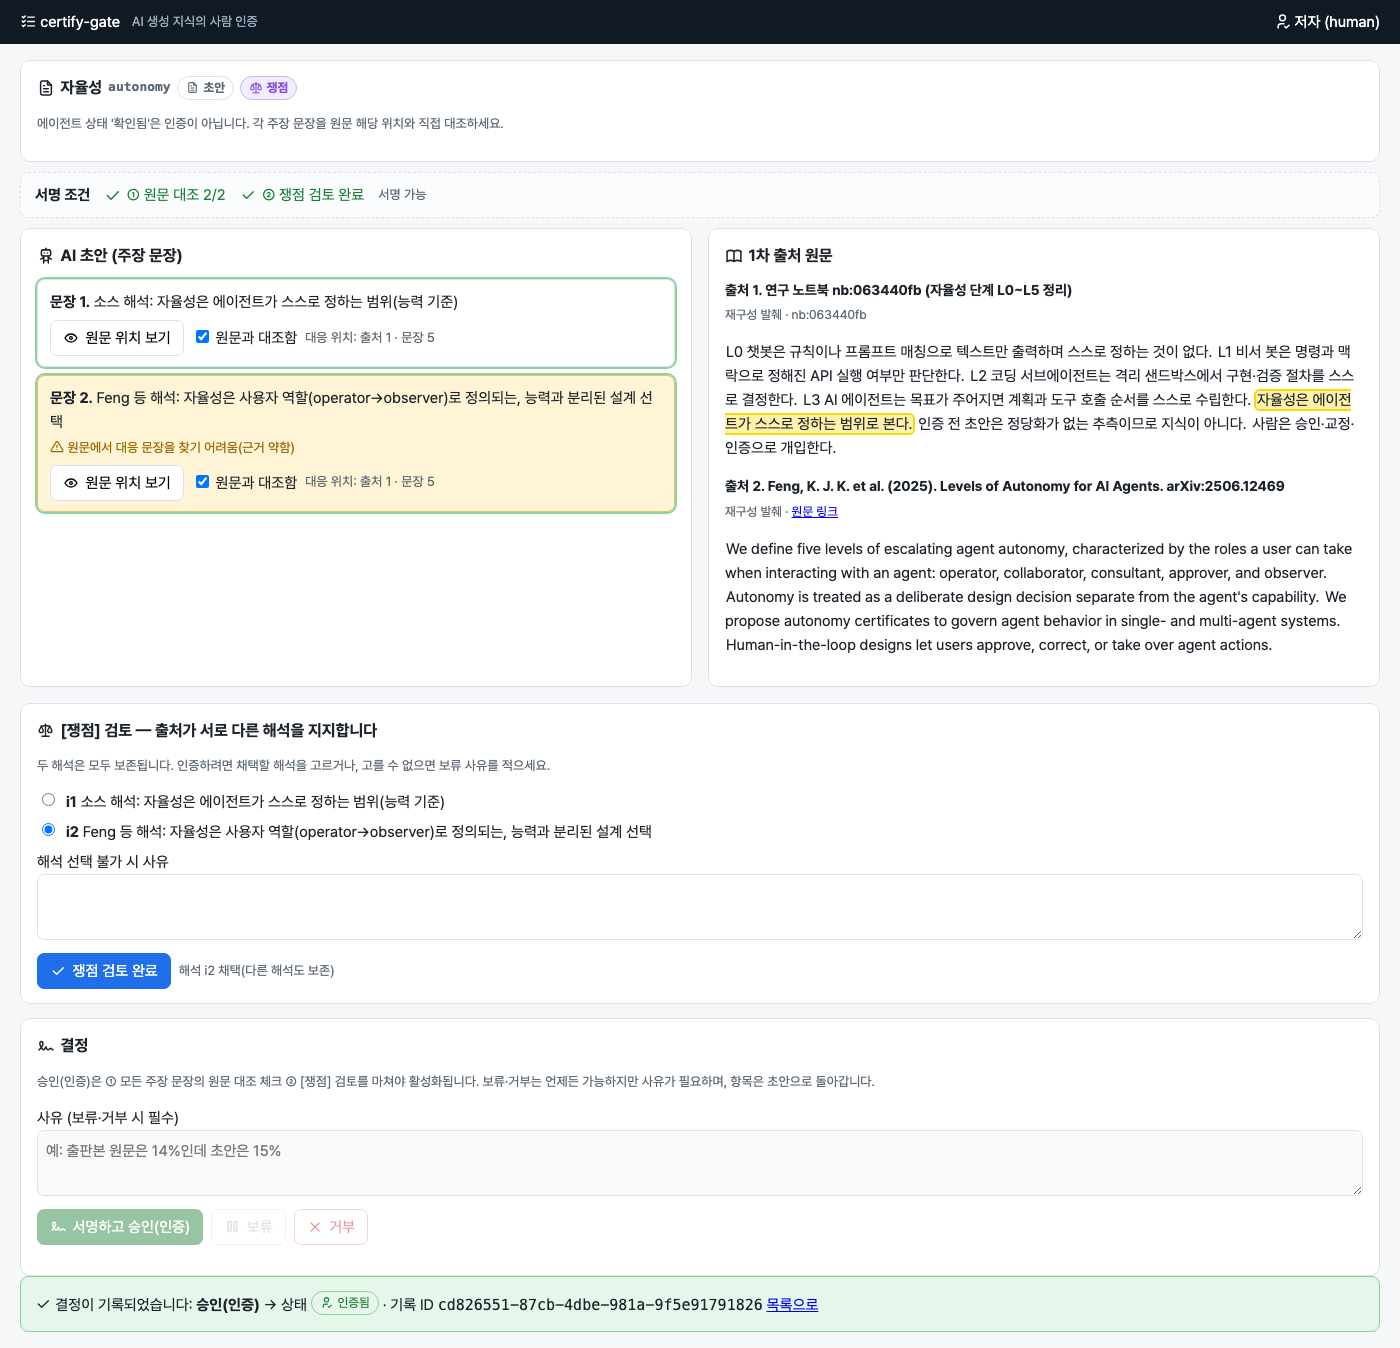 certify-gate AI 생성 지식의 사람 인증
저자 (human)
자율성 autonomy 초안 쟁점
에이전트 상태 '확인됨'은 인증이 아닙니다. 각 주장 문장을 원문 해당 위치와 직접 대조하세요.
서명 조건 ① 원문 대조 2/2 ② 쟁점 검토 완료 서명 가능
AI 초안 (주장 문장)
문장 1. 소스 해석: 자율성은 에이전트가 스스로 정하는 범위(능력 기준)
원문 위치 보기 원문과 대조함 대응 위치: 출처 1 · 문장 5
문장 2. Feng 등 해석: 자율성은 사용자 역할(operator→observer)로 정의되는, 능력과 분리된 설계 선
택
원문에서 대응 문장을 찾기 어려움(근거 약함)
원문 위치 보기 원문과 대조함 대응 위치: 출처 1 · 문장 5
1차 출처 원문
출처 1. 연구 노트북 nb:063440fb (자율성 단계 L0~L5 정리)
재구성 발췌 · nb:063440fb
L0 챗봇은 규칙이나 프롬프트 매칭으로 텍스트만 출력하며 스스로 정하는 것이 없다. L1 비서 봇은 명령과 맥
락으로 정해진 API 실행 여부만 판단한다. L2 코딩 서브에이전트는 격리 샌드박스에서 구현·검증 절차를 스스
로 결정한다. L3 AI 에이전트는 목표가 주어지면 계획과 도구 호출 순서를 스스로 수립한다. 자율성은 에이전
트가 스스로 정하는 범위로 본다. 인증 전 초안은 정당화가 없는 추측이므로 지식이 아니다. 사람은 승인·교정·
인증으로 개입한다.
출처 2. Feng, K. J. K. et al. (2025). Levels of Autonomy for AI Agents. arXiv:2506.12469
재구성 발췌 · 원문 링크
We define five levels of escalating agent autonomy, characterized by the roles a user can take
when interacting with an agent: operator, collaborator, consultant, approver, and observer.
Autonomy is treated as a deliberate design decision separate from the agent's capability. We
propose autonomy certificates to govern agent behavior in single- and multi-agent systems.
Human-in-the-loop designs let users approve, correct, or take over agent actions.
[쟁점] 검토 — 출처가 서로 다른 해석을 지지합니다
두 해석은 모두 보존됩니다. 인증하려면 채택할 해석을 고르거나, 고를 수 없으면 보류 사유를 적으세요.
i1 소스 해석: 자율성은 에이전트가 스스로 정하는 범위(능력 기준)
i2 Feng 등 해석: 자율성은 사용자 역할(operator→observer)로 정의되는, 능력과 분리된 설계 선택
해석 선택 불가 시 사유
쟁점 검토 완료 해석 i2 채택(다른 해석도 보존)
결정
승인(인증)은 ① 모든 주장 문장의 원문 대조 체크 ② [쟁점] 검토를 마쳐야 활성화됩니다. 보류·거부는 언제든 가능하지만 사유가 필요하며, 항목은 초안으로 돌아갑니다.
사유 (보류·거부 시 필수)
예: 출판본 원문은 14%인데 초안은 15%
서명하고 승인(인증) 보류 거부
결정이 기록되었습니다: 승인(인증) → 상태 인증됨 · 기록 ID cd826551-87cb-4dbe-981a-9f5e91791826 목록으로